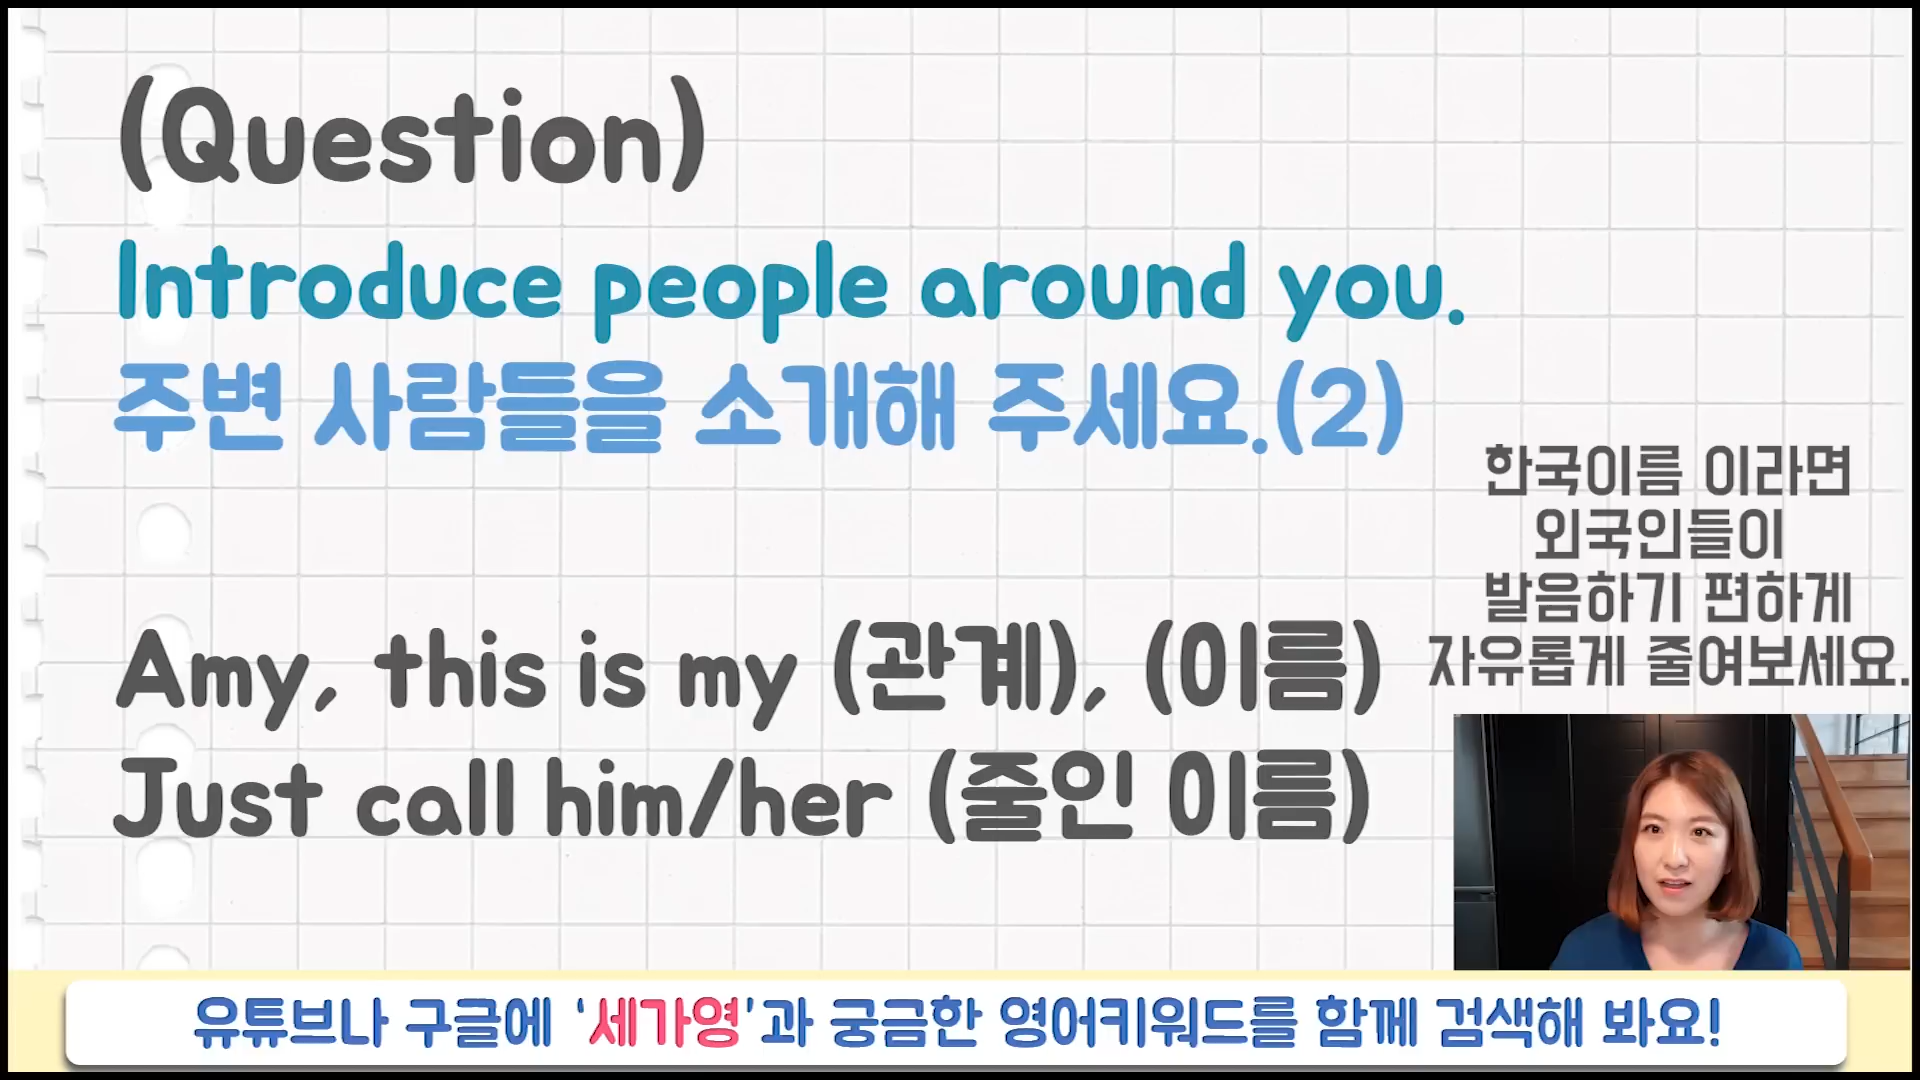 (Question)
Introduce people around you.
주변 사람들을 소개해 주세요.(2)
한국이름 이라면
외국인들이
발음하기 편하게
자유롭게 줄여보세요.
Amy, this is my (관계), (이름)
Just call him/her (줄인 이름)
유튜브나 구글에 '세가영'과 궁금한 영어키워드를 함께 검색해 봐요!